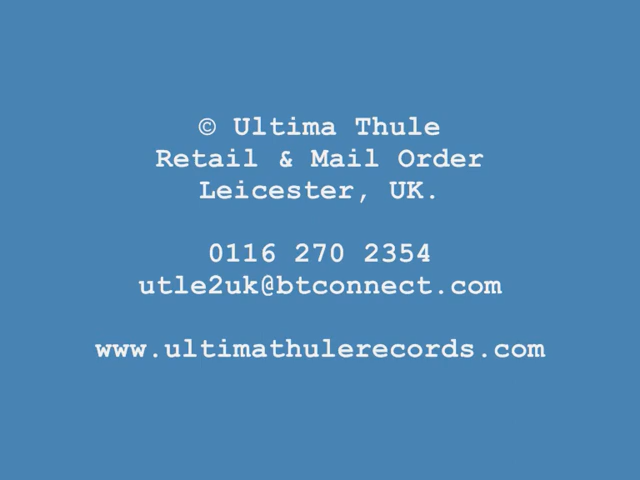 © Ultima Thule
Retail & Mail Order
Leicester, UK.
0116 270 2354
utle2uk@btconnect.com
www.ultimathulerecords.com